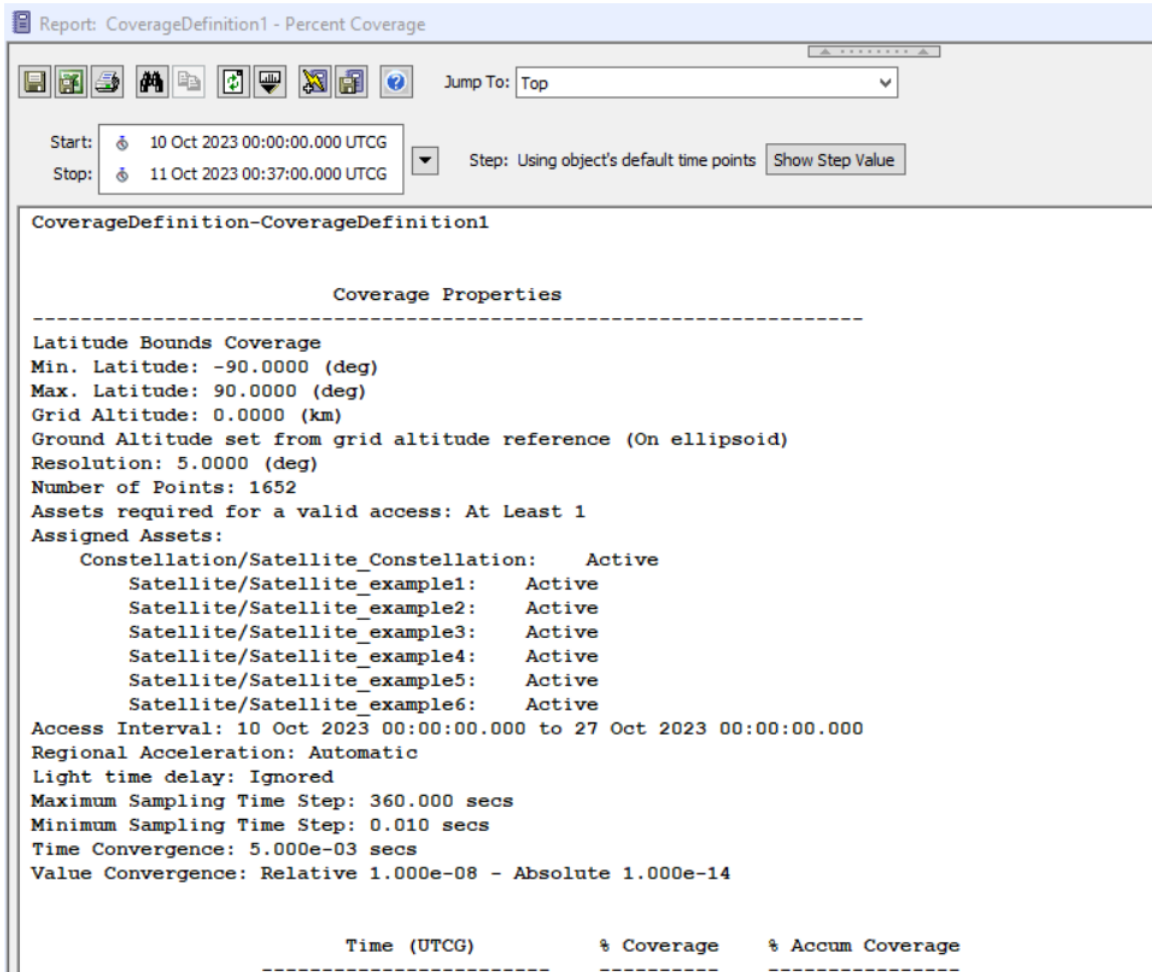 Report: CoverageDefinition1 - Percent Coverage
Jump To: Top
Start: 10 Oct 2023 00:00:00.000 UTCG
Stop: 11 Oct 2023 00:37:00.000 UTCG
Step: Using object's default time points Show Step Value
CoverageDefinition-CoverageDefinition1
Coverage Properties
---------------------------------------------------------------------
Latitude Bounds Coverage
Min. Latitude: -90.0000 (deg)
Max. Latitude: 90.0000 (deg)
Grid Altitude: 0.0000 (km)
Ground Altitude set from grid altitude reference (On ellipsoid)
Resolution: 5.0000 (deg)
Number of Points: 1652
Assets required for a valid access: At Least 1
Assigned Assets:
Constellation/Satellite_Constellation: Active
Satellite/Satellite_example1: Active
Satellite/Satellite_example2: Active
Satellite/Satellite_example3: Active
Satellite/Satellite_example4: Active
Satellite/Satellite_example5: Active
Satellite/Satellite_example6: Active
Access Interval: 10 Oct 2023 00:00:00.000 to 27 Oct 2023 00:00:00.000
Regional Acceleration: Automatic
Light time delay: Ignored
Maximum Sampling Time Step: 360.000 secs
Minimum Sampling Time Step: 0.010 secs
Time Convergence: 5.000e-03 secs
Value Convergence: Relative 1.000e-08 - Absolute 1.000e-14
Time (UTCG) % Coverage % Accum Coverage
------------------------ ---------- ----------------